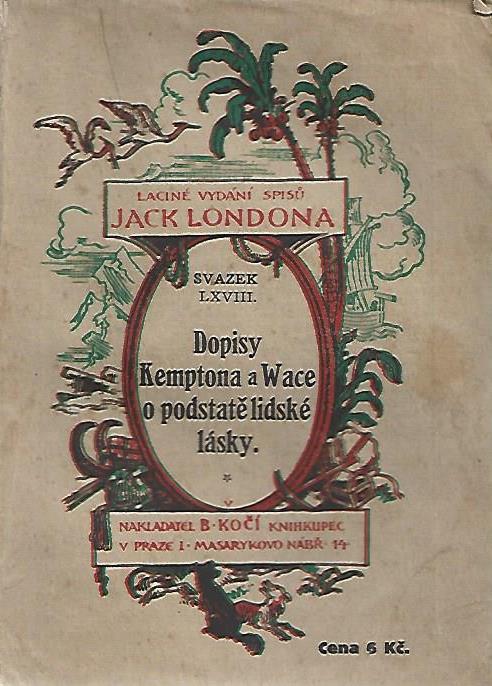 LACINÉ VYDÁNÍ SPISŮ
JACK LONDONA
SVAZEK
LXVIII.
Dopisy
Kemptona a Wace
o podstatě lidské
lásky.
*
V
NAKLADATEL B·KOČÍ KNIHKUPEC
V PRAZE I · MASARYKOVO NÁBŘ· 14
Cena 6 Kč.